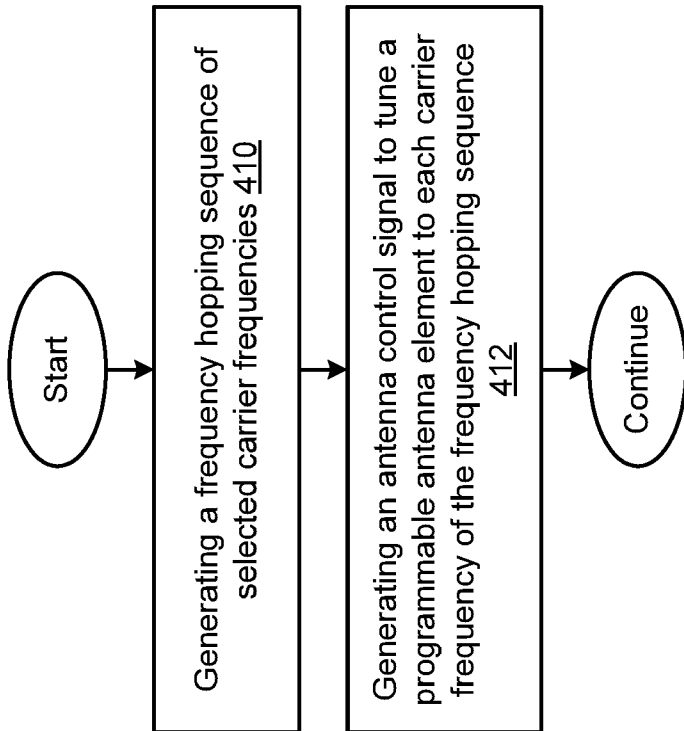 Start
Generating a frequency hopping sequence of
selected carrier frequencies 410
Generating an antenna control signal to tune a
programmable antenna element to each carrier
frequency of the frequency hopping sequence
412
Continue